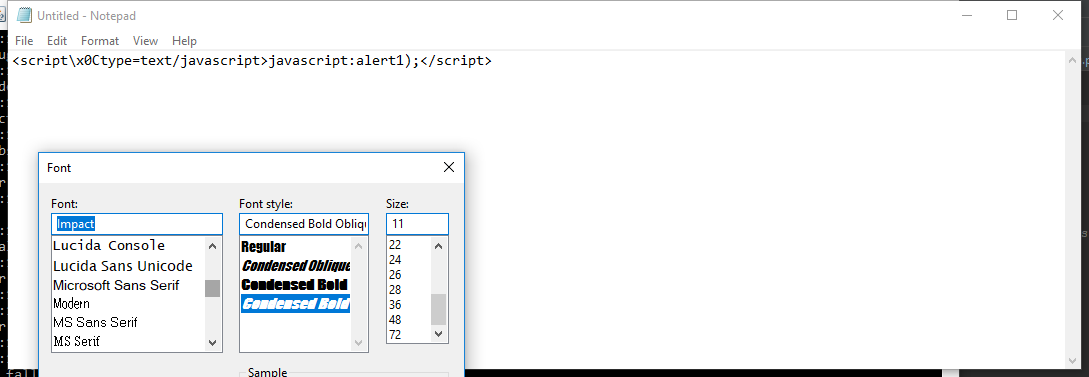 Untitled - Notepad
File Edit Format View Help
<script\x0Ctype=text/javascript>javascript:alert1);</script>
Font
Font: Font style: Size:
Impact Condensed Bold Obliqu 11
Lucida Console Regular 22
Lucida Sans Unicode Condensed Oblique 24
Microsoft Sans Serif Condensed Bold 26
Modern Condensed Bold 28
MS Sans Serif 36
MS Serif 48
72
Sample